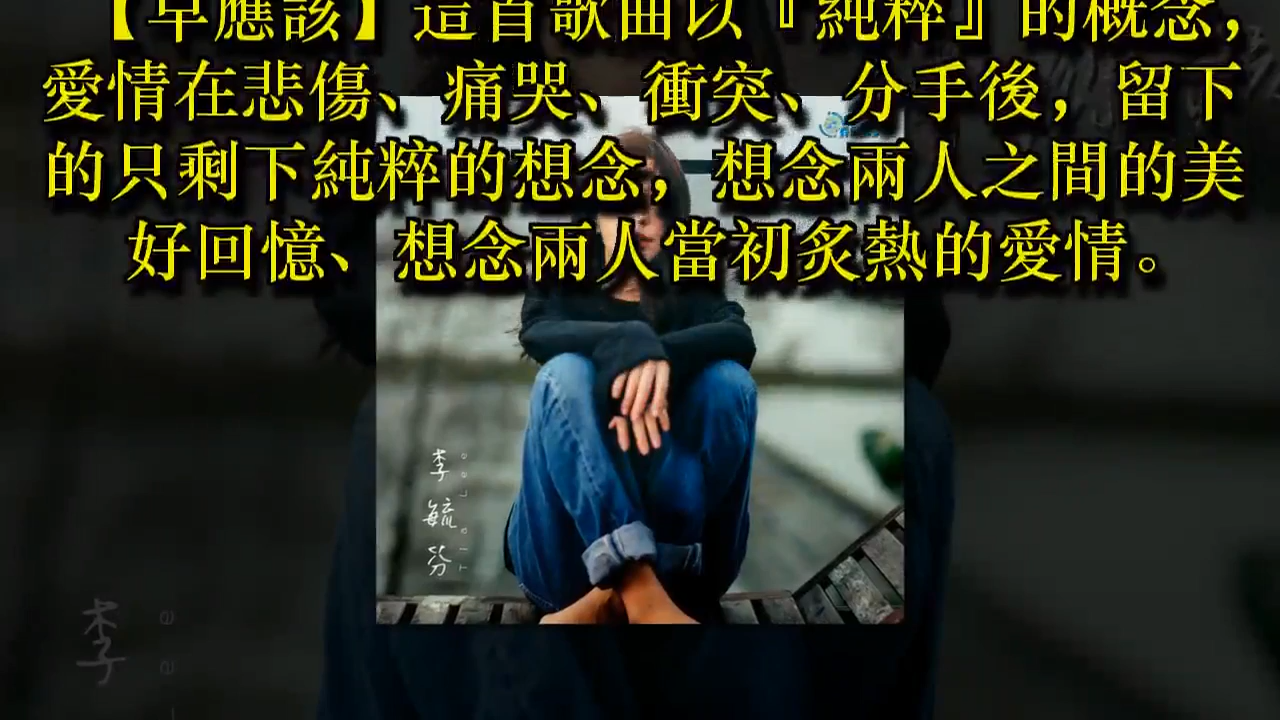 【早應該】這首歌曲以『純粹』的概念，
愛情在悲傷、痛哭、衝突、分手後，留下
的只剩下純粹的想念，想念兩人之間的美
好回憶、想念兩人當初炙熱的愛情。
李毓芬
Tia Lee
李